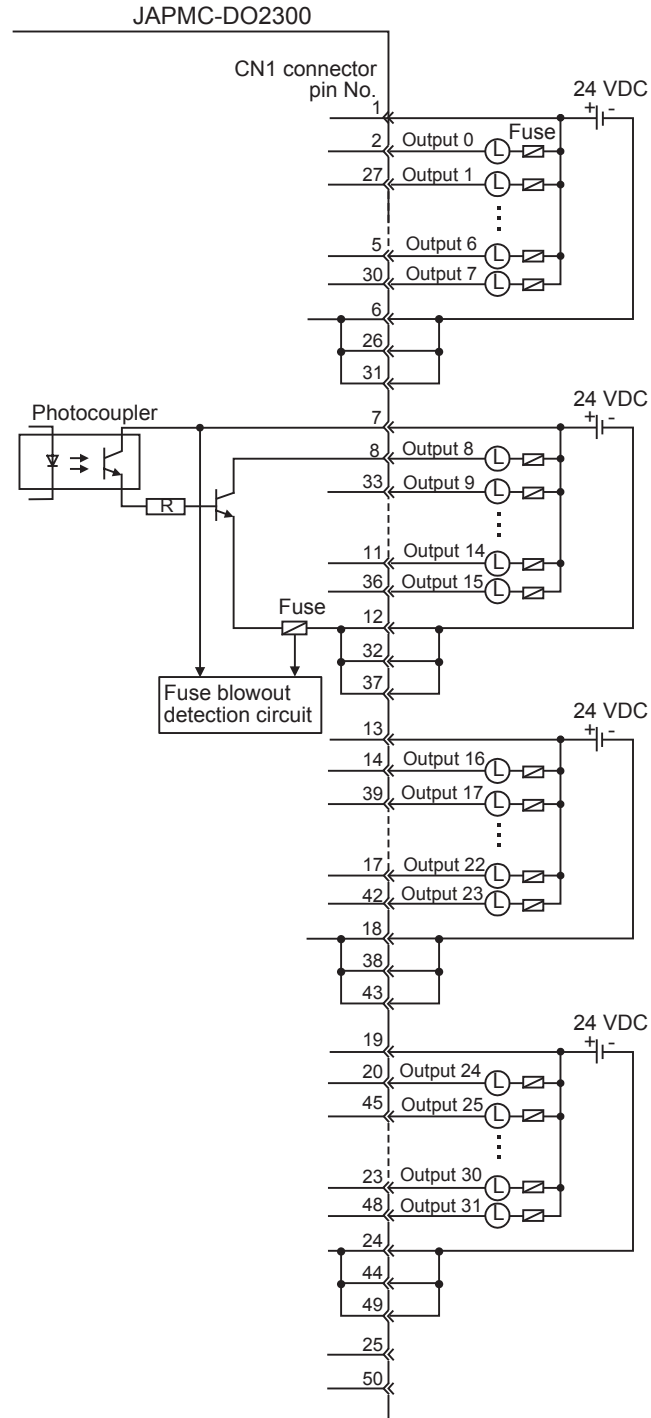 JAPMC-DO2300
CN1 connector
pin No.
24 VDC
+ -
1
Fuse
2 Output 0 L
27 Output 1 L
5 Output 6 L
30 Output 7 L
6
26
31
24 VDC
+ -
Photocoupler
7
8 Output 8 L
33 Output 9 L
R
11 Output 14 L
36 Output 15 L
Fuse
12
32
37
Fuse blowout
detection circuit
24 VDC
+ -
13
14 Output 16 L
39 Output 17 L
17 Output 22 L
42 Output 23 L
18
38
43
24 VDC
+ -
19
20 Output 24 L
45 Output 25 L
23 Output 30 L
48 Output 31 L
24
44
49
25
50